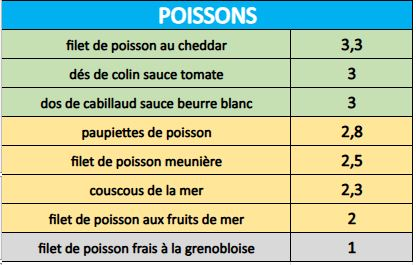 POISSONS
filet de poisson au cheddar 3,3
dés de colin sauce tomate 3
dos de cabillaud sauce beurre blanc 3
paupiettes de poisson 2,8
filet de poisson meunière 2,5
couscous de la mer 2,3
filet de poisson aux fruits de mer 2
filet de poisson frais à la grenobloise 1